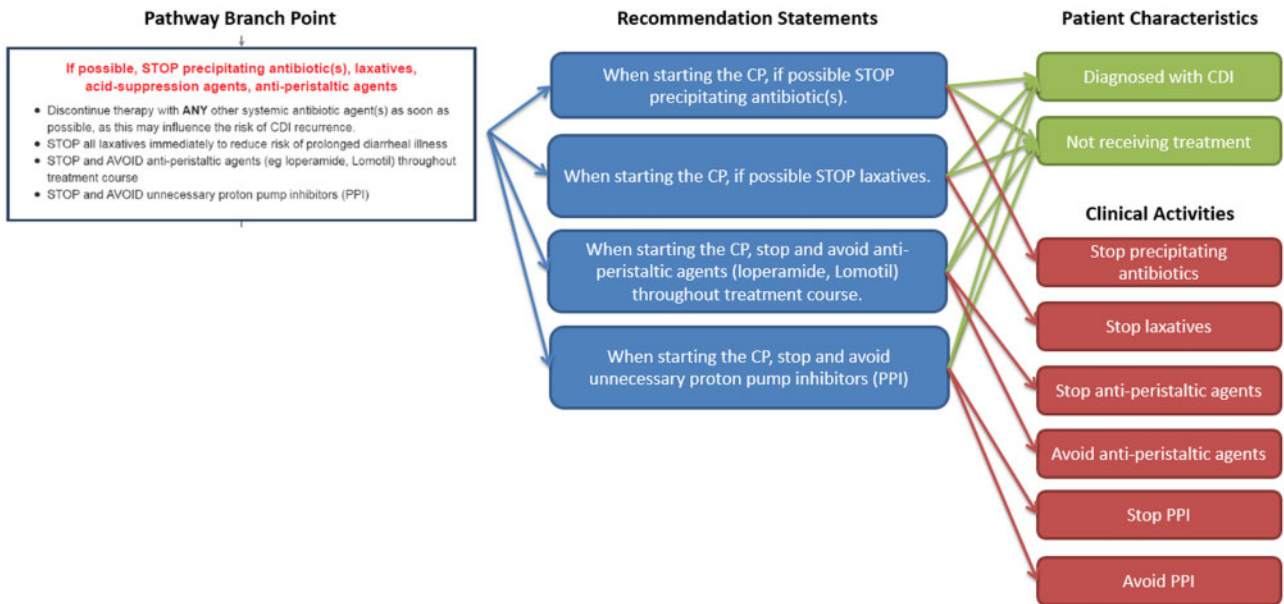 Pathway Branch Point
If possible, STOP precipitating antibiotic(s), laxatives,
acid-suppression agents, anti-peristaltic agents
• Discontinue therapy with ANY other systemic antibiotic agent(s) as soon as
possible, as this may influence the risk of CDI recurrence.
• STOP all laxatives immediately to reduce risk of prolonged diarrheal illness
• STOP and AVOID anti-peristaltic agents (eg loperamide, Lomotil) throughout
treatment course
• STOP and AVOID unnecessary proton pump inhibitors (PPI)
Recommendation Statements
When starting the CP, if possible STOP
precipitating antibiotic(s).
When starting the CP, if possible STOP laxatives.
When starting the CP, stop and avoid anti-
peristaltic agents (loperamide, Lomotil)
throughout treatment course.
When starting the CP, stop and avoid
unnecessary proton pump inhibitors (PPI)
Patient Characteristics
Diagnosed with CDI
Not receiving treatment
Clinical Activities
Stop precipitating
antibiotics
Stop laxatives
Stop anti-peristaltic agents
Avoid anti-peristaltic agents
Stop PPI
Avoid PPI